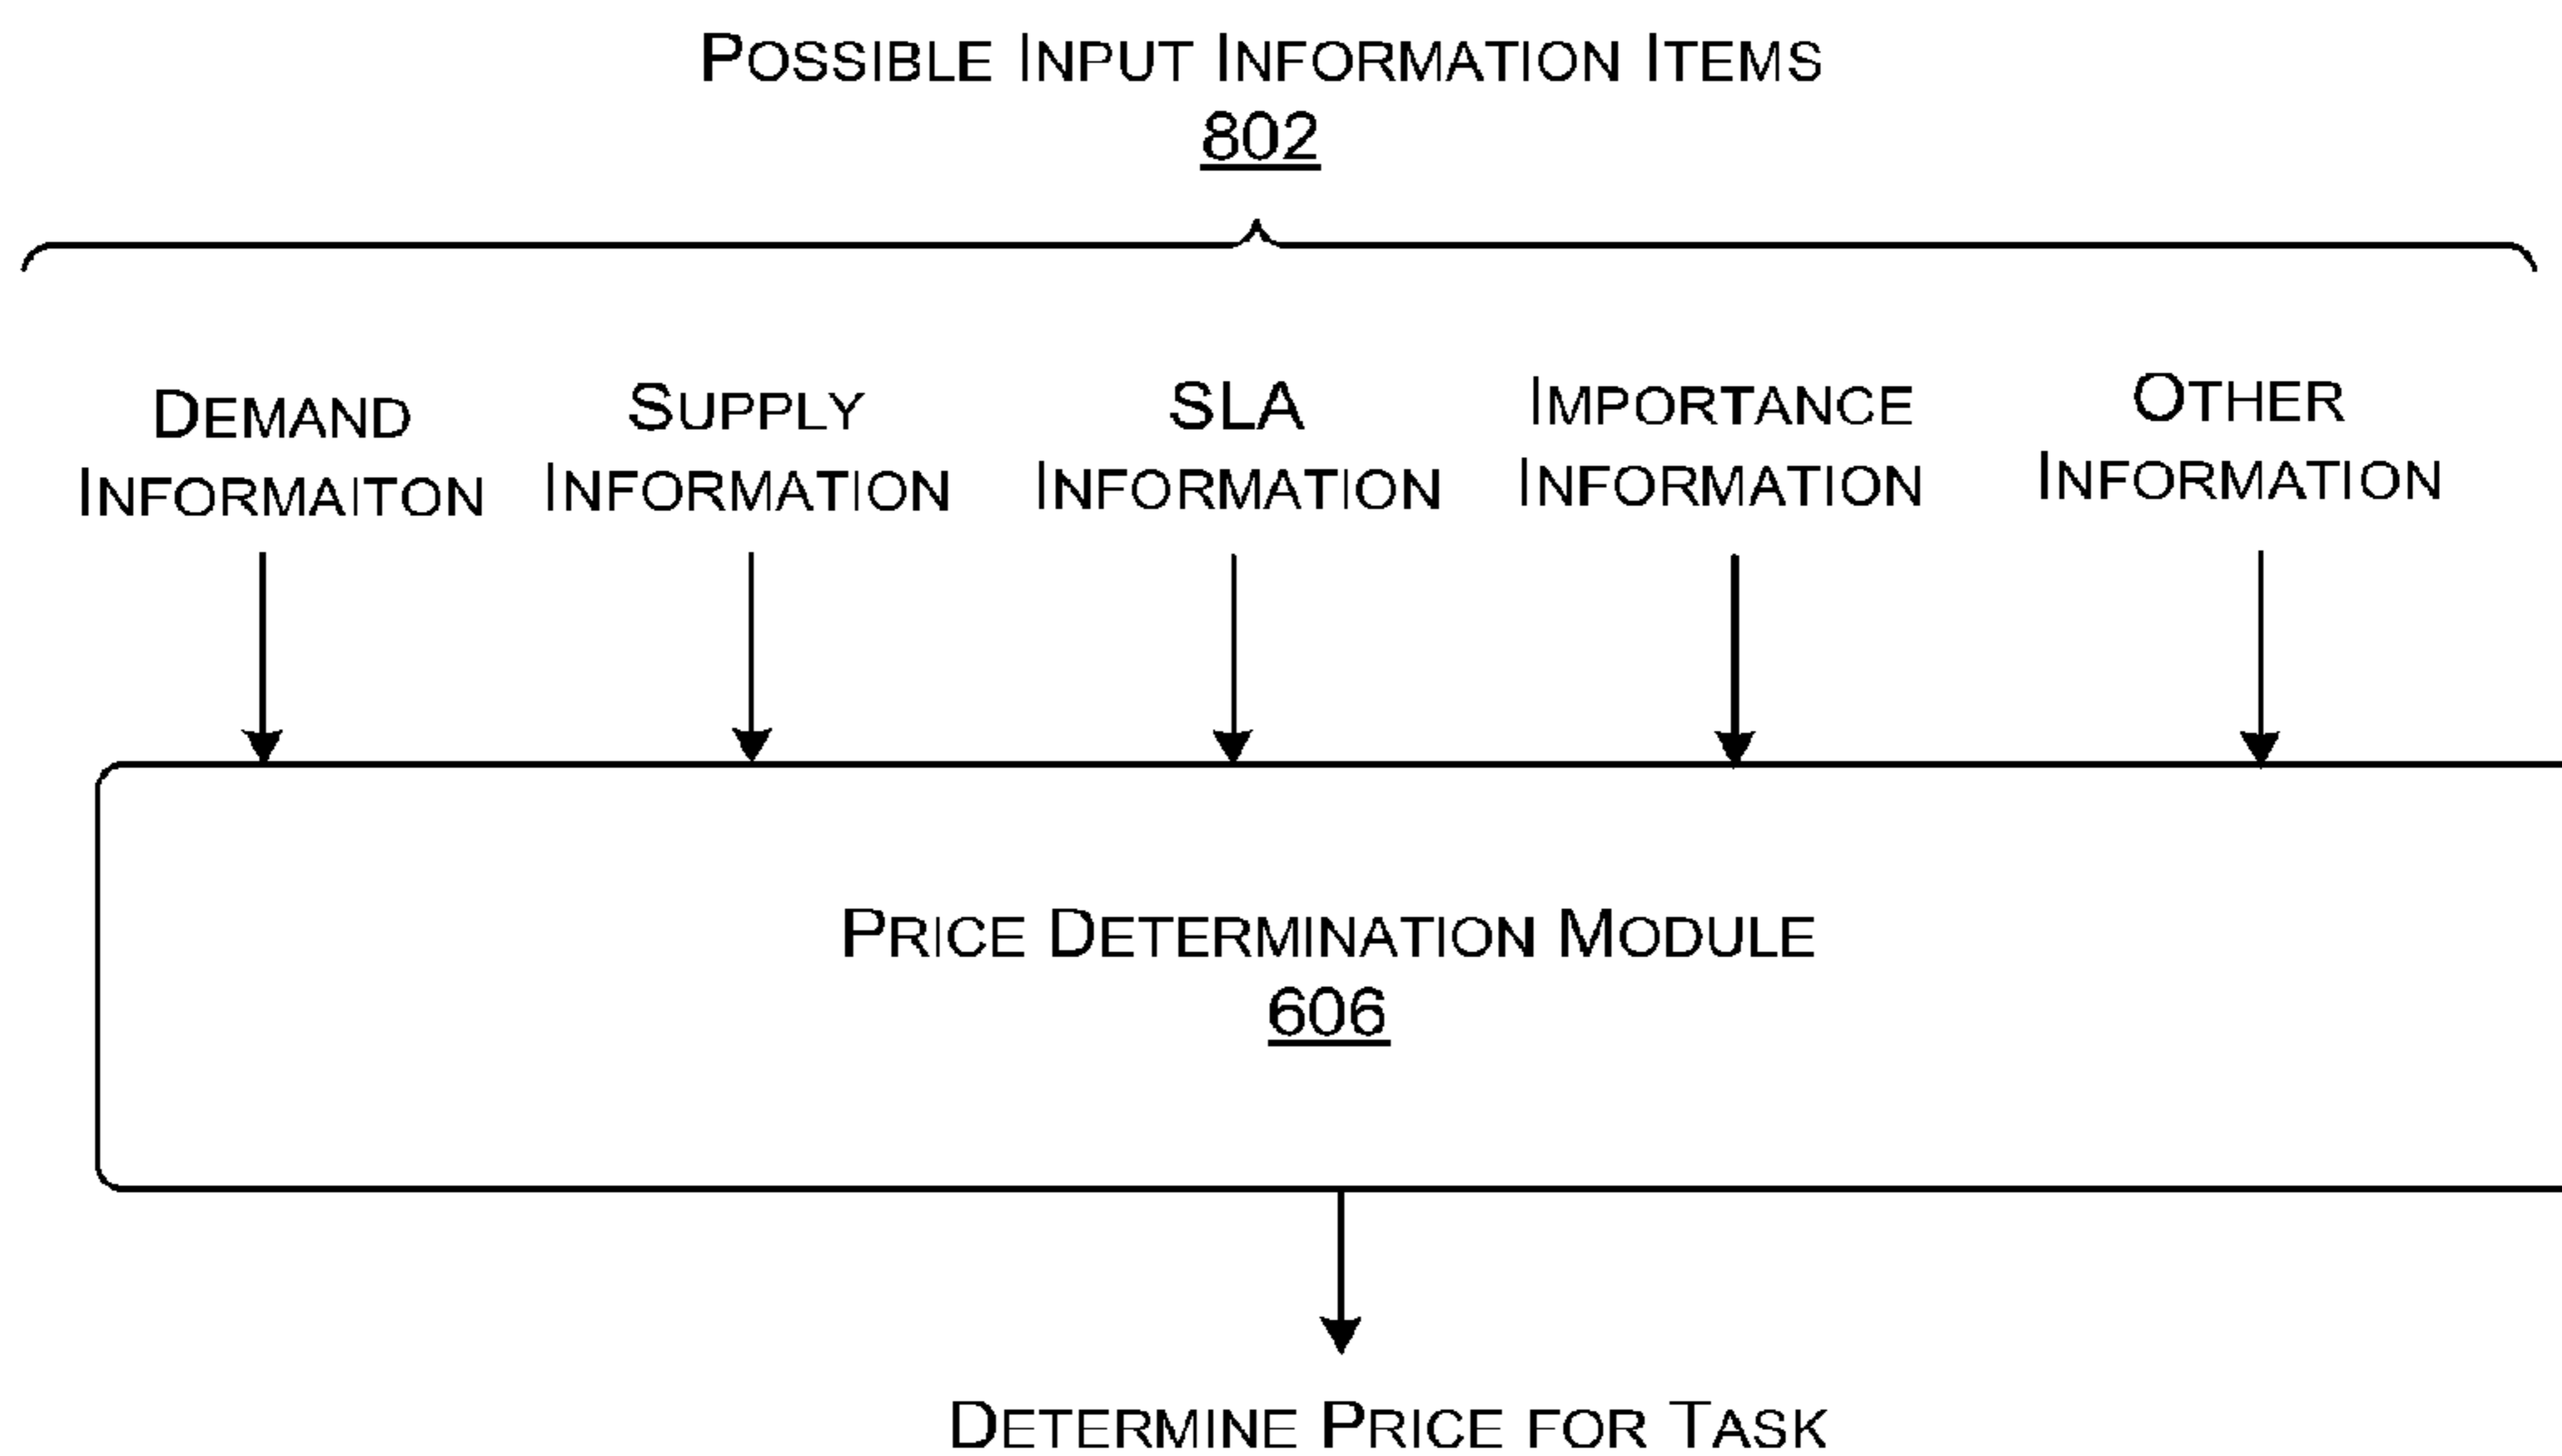 POSSIBLE INPUT INFORMATION ITEMS
802
DEMAND
INFORMAITON
SUPPLY
INFORMATION
SLA
INFORMATION
IMPORTANCE
INFORMATION
OTHER
INFORMATION
PRICE DETERMINATION MODULE
606
DETERMINE PRICE FOR TASK